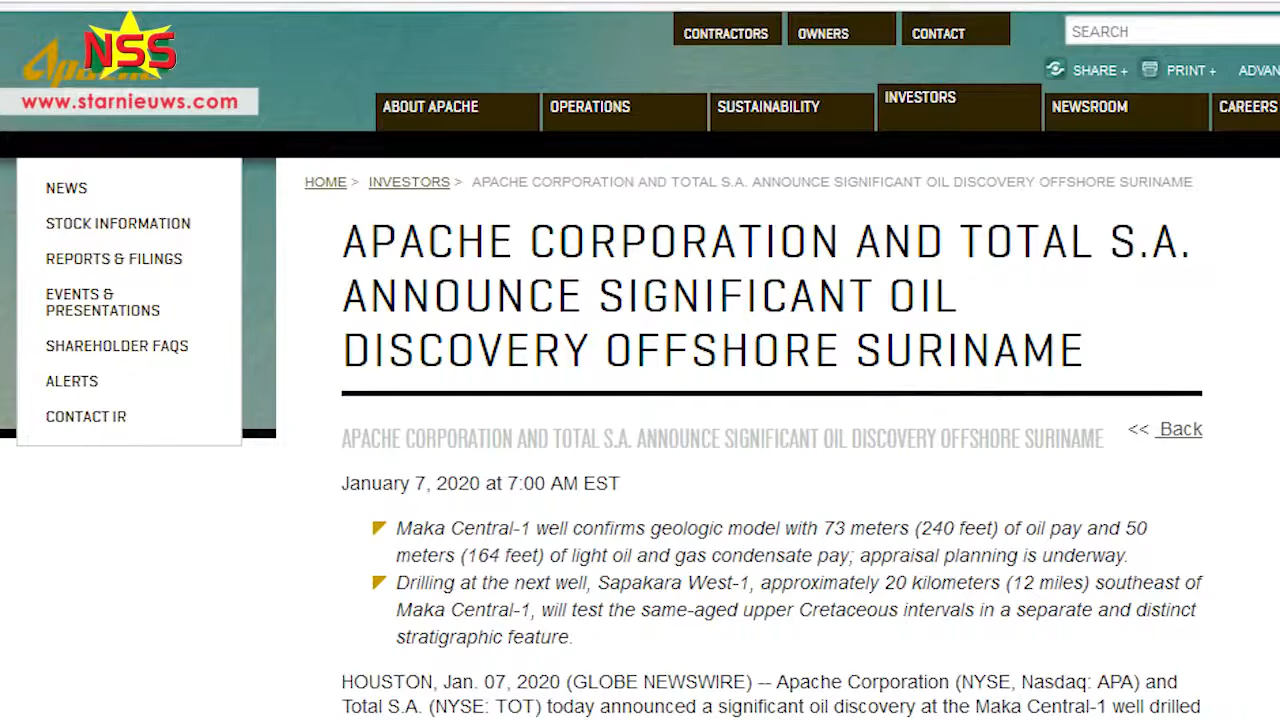 NSS
www.starnieuws.com
CONTRACTORS
OWNERS
CONTACT
SEARCH
SHARE +
PRINT +
ADVAN
ABOUT APACHE
OPERATIONS
SUSTAINABILITY
INVESTORS
NEWSROOM
CAREERS
NEWS
STOCK INFORMATION
REPORTS & FILINGS
EVENTS &
PRESENTATIONS
SHAREHOLDER FAQS
ALERTS
CONTACT IR
HOME > INVESTORS > APACHE CORPORATION AND TOTAL S.A. ANNOUNCE SIGNIFICANT OIL DISCOVERY OFFSHORE SURINAME
APACHE CORPORATION AND TOTAL S.A.
ANNOUNCE SIGNIFICANT OIL
DISCOVERY OFFSHORE SURINAME
APACHE CORPORATION AND TOTAL S.A. ANNOUNCE SIGNIFICANT OIL DISCOVERY OFFSHORE SURINAME
<< Back
January 7, 2020 at 7:00 AM EST
Maka Central-1 well confirms geologic model with 73 meters (240 feet) of oil pay and 50
meters (164 feet) of light oil and gas condensate pay; appraisal planning is underway.
Drilling at the next well, Sapakara West-1, approximately 20 kilometers (12 miles) southeast of
Maka Central-1, will test the same-aged upper Cretaceous intervals in a separate and distinct
stratigraphic feature.
HOUSTON, Jan. 07, 2020 (GLOBE NEWSWIRE) -- Apache Corporation (NYSE, Nasdaq: APA) and
Total S.A. (NYSE: TOT) today announced a significant oil discovery at the Maka Central-1 well drilled